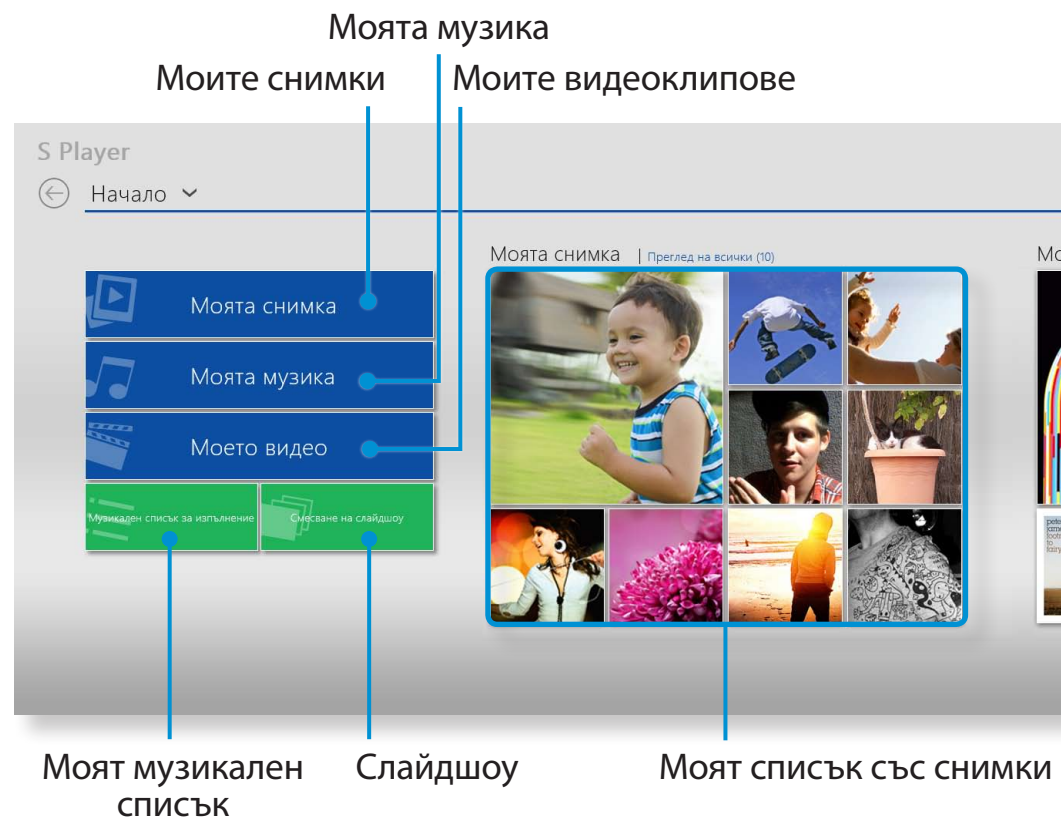 Моята музика
Моите снимки
Моите видеоклипове
S Player
Начало
Моята снимка | Преглед на всички (10)
Мо
Моята снимка
Моята музика
Моето видео
Музикален списък за изпълнение
Смесване на слайдшоу
Моят музикален
списък
Слайдшоу
Моят списък със снимки